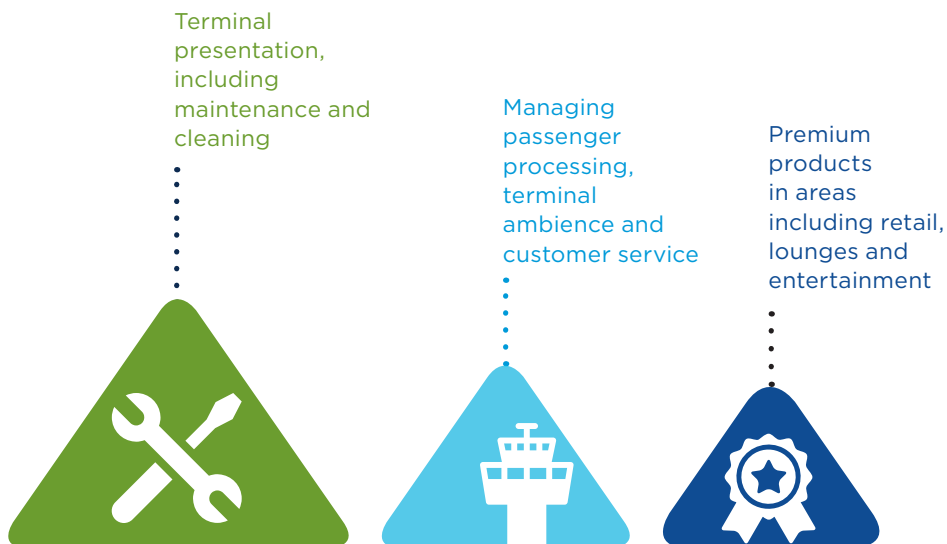 Terminal
presentation,
including
maintenance and
cleaning
Managing
passenger
processing,
terminal
ambience and
customer service
Premium
products
in areas
including retail,
lounges and
entertainment